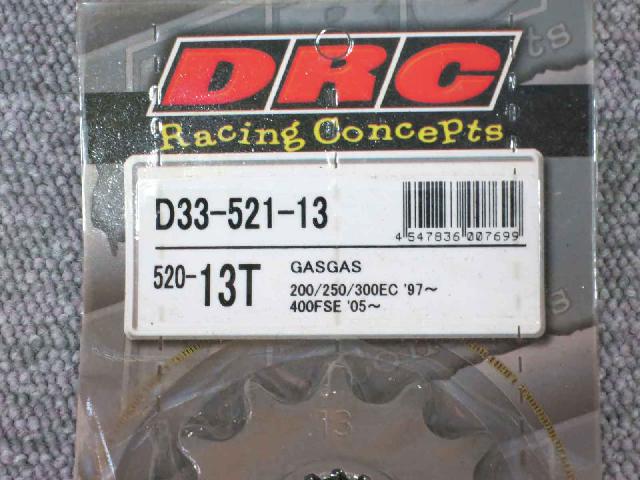 DRC
Racing Concepts
D33-521-13
4 547836 007699
520-13T
GASGAS
200/250/300EC '97~
400FSE '05~
13